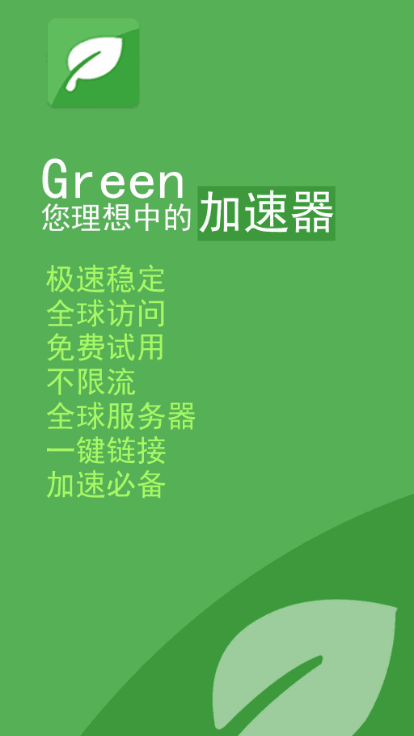 Green
您理想中的加速器
极速稳定
全球访问
免费试用
不限流
全球服务器
一键链接
加速必备